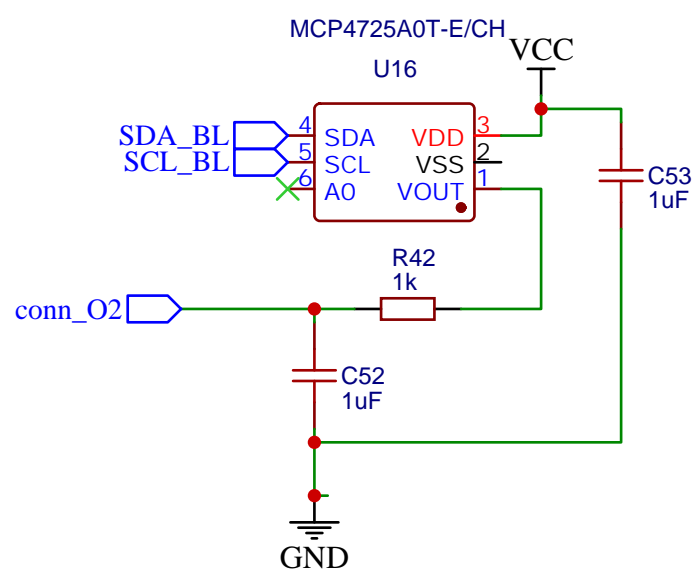 MCP4725A0T-E/CH
VCC
U16
SDA_BL 4 SDA VDD 3
SCL_BL 5 SCL VSS 2
6 A0 VOUT 1
C53
1uF
R42
1k
conn_O2
C52
1uF
GND